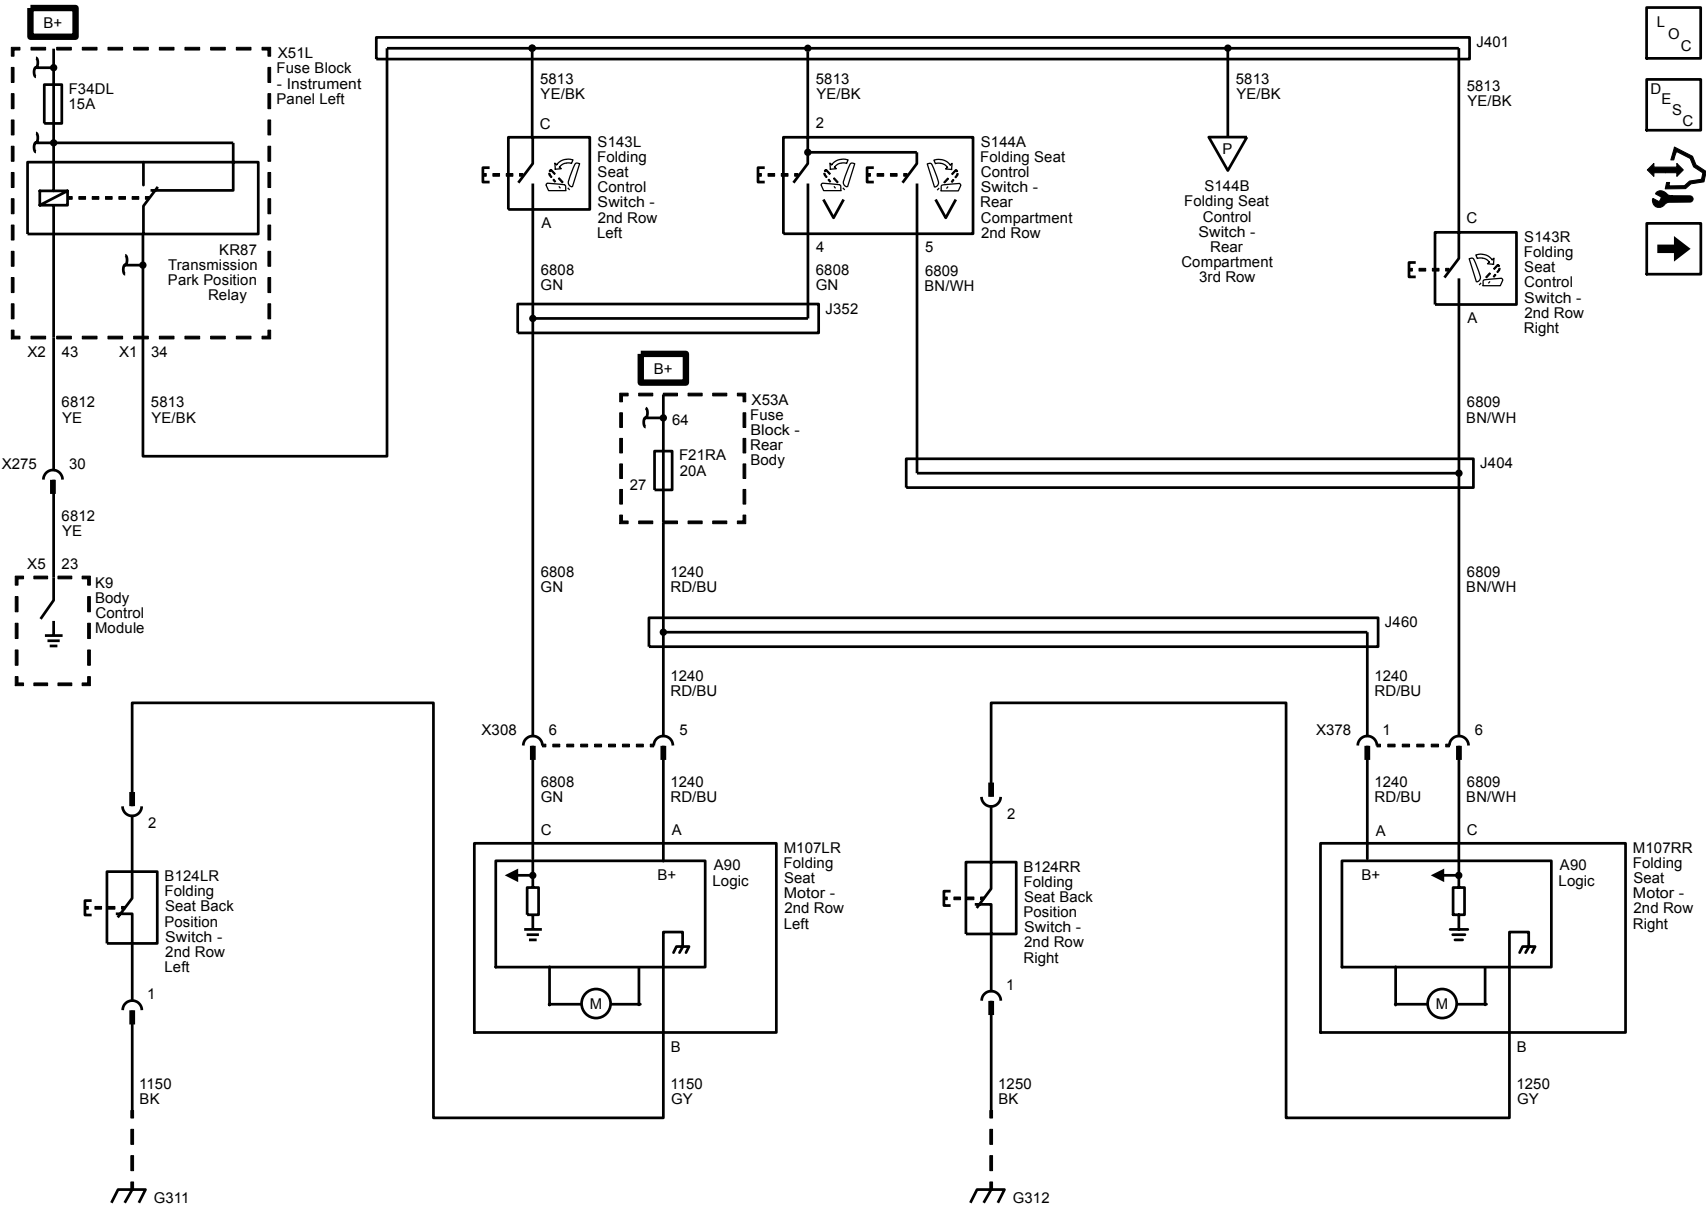 B+
X51L
Fuse Block
- Instrument
Panel Left
F34DL
15A
KR87
Transmission
Park Position
Relay
X2 43
X1 34
6812
YE
5813
YE/BK
X275 30
6812
YE
X5 23
K9
Body
Control
Module
J401
5813
YE/BK
C
S143L
Folding
Seat
Control
Switch -
2nd Row
Left
A
6808
GN
5813
YE/BK
2
S144A
Folding Seat
Control
Switch -
Rear
Compartment
2nd Row
4
5
6808
GN
6809
BN/WH
J352
5813
YE/BK
P
S144B
Folding Seat
Control
Switch -
Rear
Compartment
3rd Row
5813
YE/BK
C
S143R
Folding
Seat
Control
Switch -
2nd Row
Right
A
6809
BN/WH
L
O
C
D
E
S
C
B+
X53A
Fuse
Block -
Rear
Body
64
F21RA
20A
27
J404
6808
GN
1240
RD/BU
6809
BN/WH
J460
1240
RD/BU
1240
RD/BU
X308 6
5
X378 1
6
6808
GN
1240
RD/BU
1240
RD/BU
6809
BN/WH
2
B124LR
Folding
Seat Back
Position
Switch -
2nd Row
Left
1
1150
BK
G311
C
A
M107LR
Folding
Seat
Motor -
2nd Row
Left
A90
Logic
B+
M
B
1150
GY
2
B124RR
Folding
Seat Back
Position
Switch -
2nd Row
Right
1
1250
BK
G312
A
C
M107RR
Folding
Seat
Motor -
2nd Row
Right
A90
Logic
B+
M
B
1250
GY